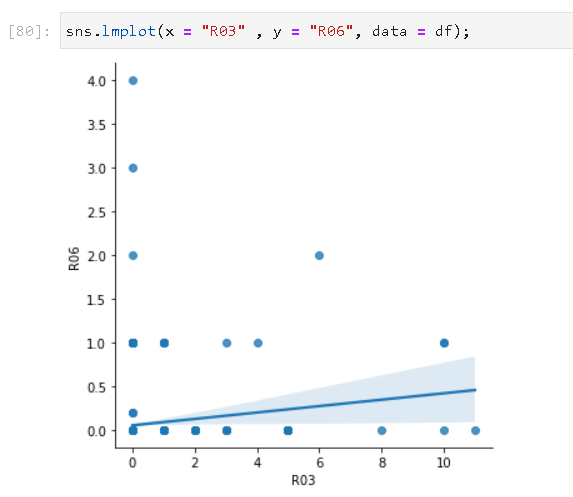 [80]: sns.lmplot(x = "R03" , y = "R06", data = df);
4.0
3.5
3.0
2.5
2.0
1.5
1.0
0.5
0.0
R06
0 2 4 6 8 10
R03